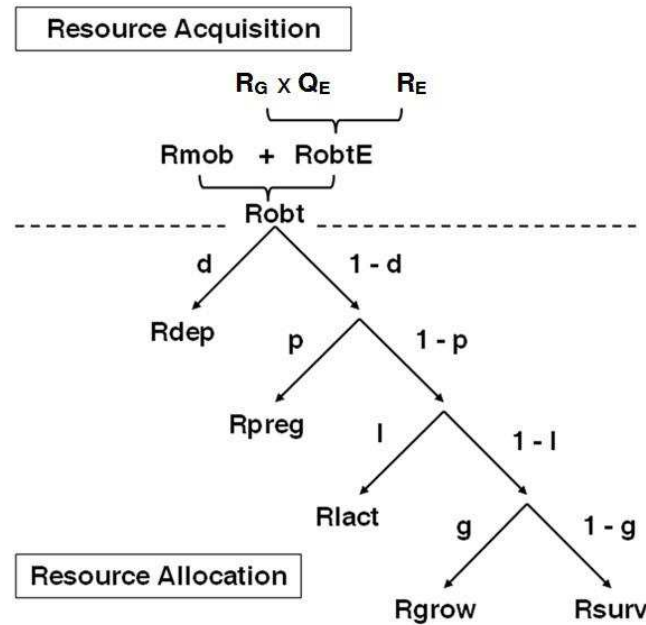 Resource Acquisition
RG x QE RE
Rmob + RobtE
Robt
d 1 - d
Rdep
p 1 - p
Rpreg
l 1 - l
Rlact
g 1 - g
Resource Allocation
Rgrow Rsurv